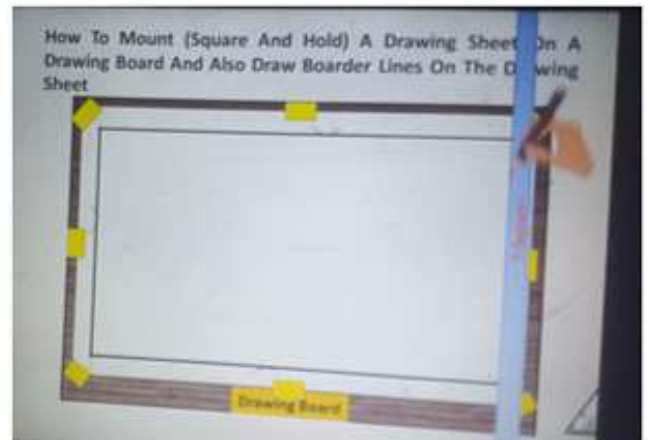 How To Mount (Square And Hold) A Drawing Sheet On A
Drawing Board And Also Draw Boarder Lines On The D wing
Sheet
Drawing Board